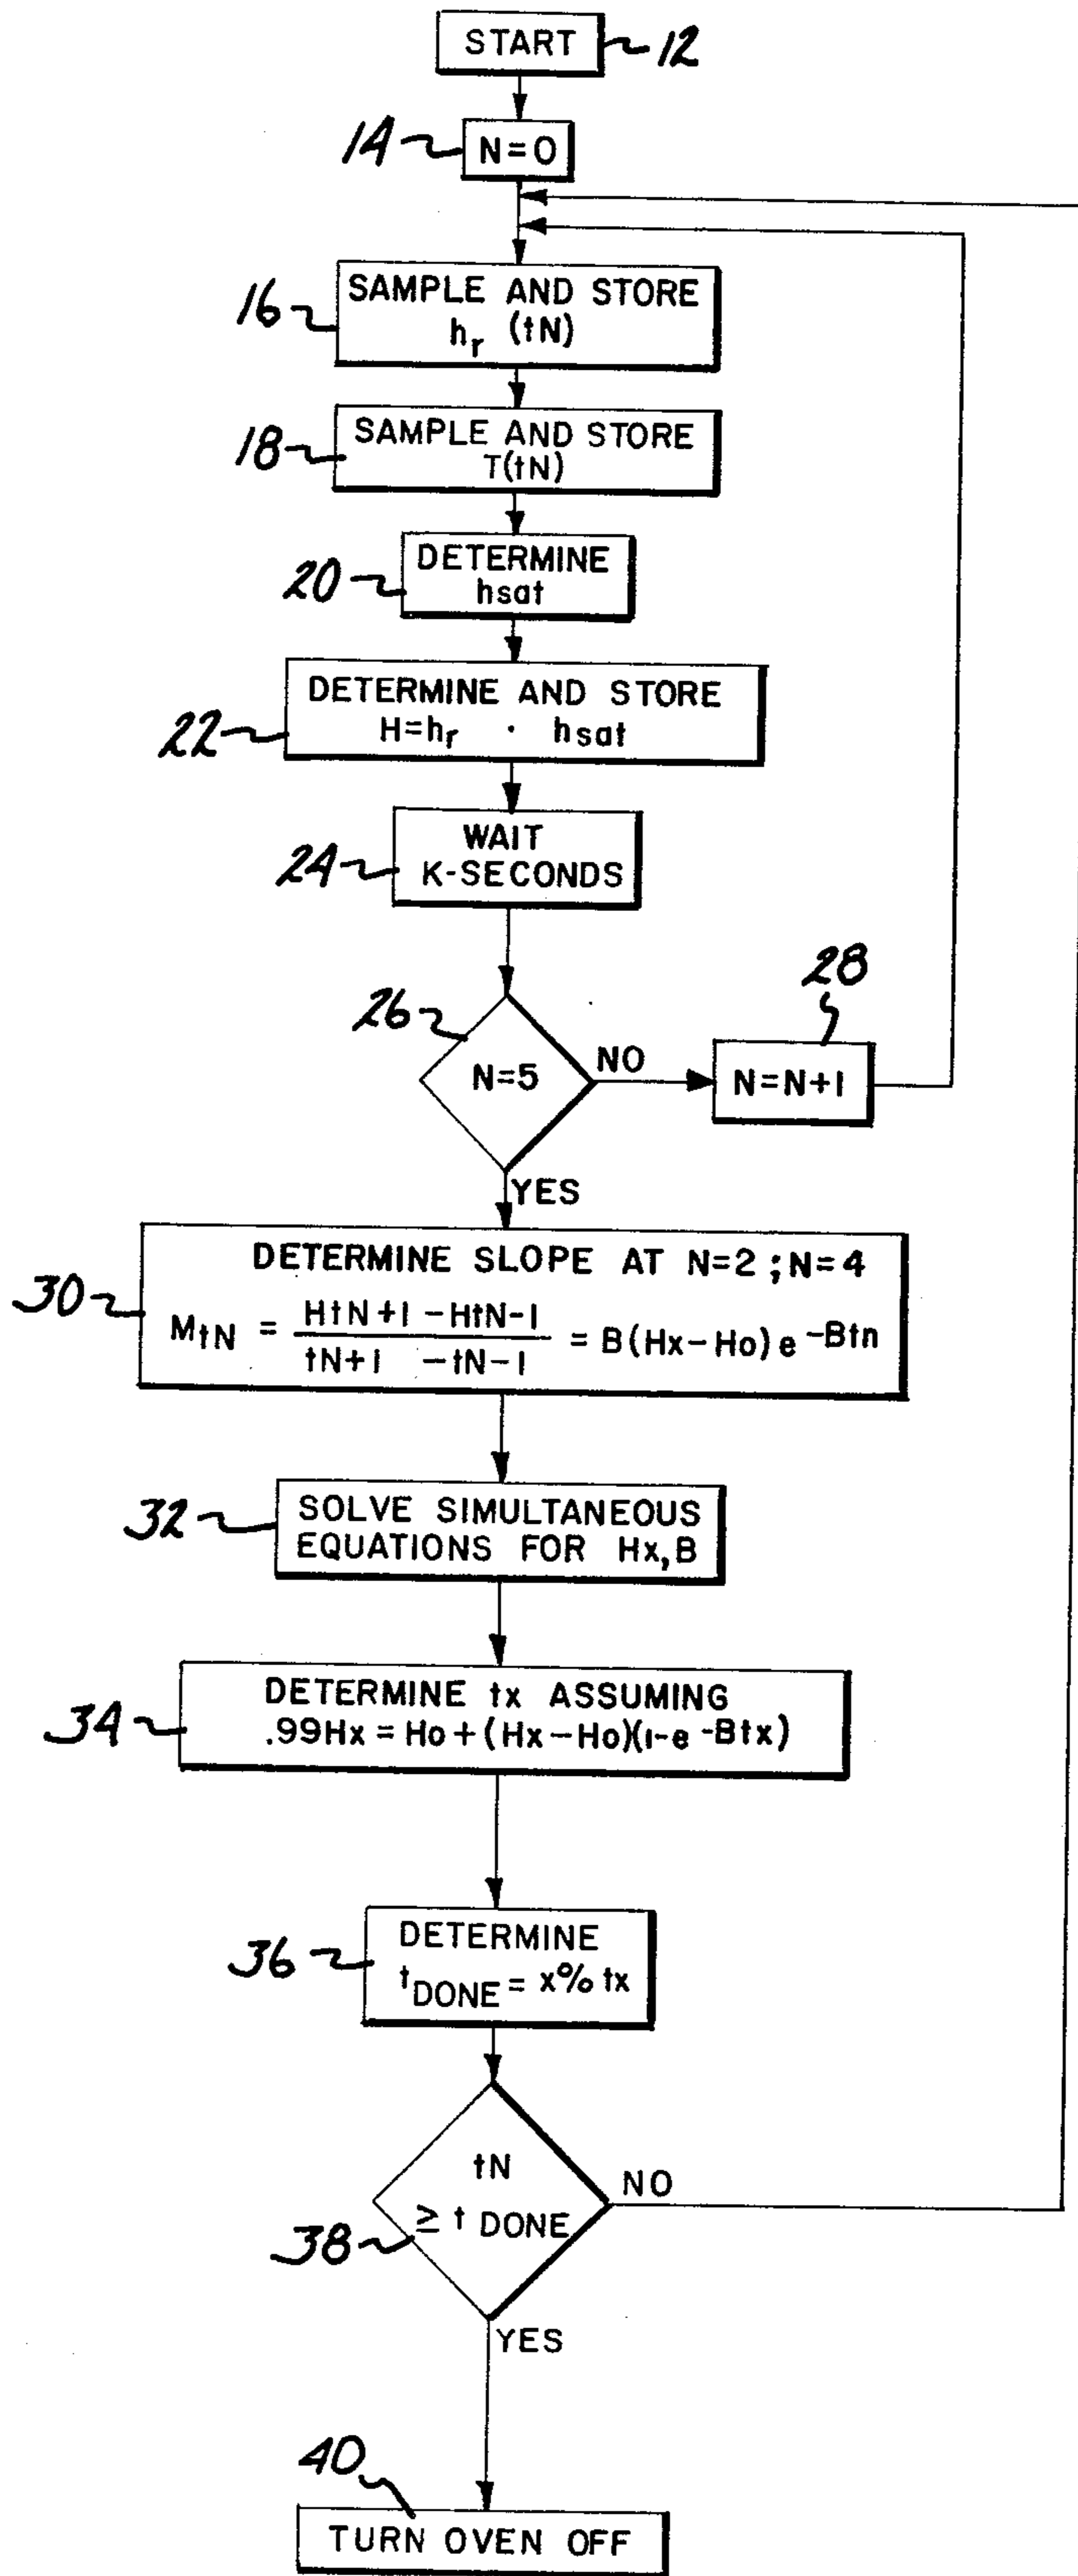 START 12
14 N=0
16 SAMPLE AND STORE
hr (tN)
18 SAMPLE AND STORE
T(tN)
20 DETERMINE
hsat
22 DETERMINE AND STORE
H=hr · hsat
24 WAIT
K-SECONDS
26 N=5
NO
28
N=N+1
YES
30 DETERMINE SLOPE AT N=2;N=4
MtN = HtN+1 -HtN-1 / tN+1 -tN-1 = B(Hx-Ho)e -Btn
32 SOLVE SIMULTANEOUS
EQUATIONS FOR Hx,B
34 DETERMINE tx ASSUMING
.99Hx = Ho+(Hx-Ho)(1-e -Btx)
36 DETERMINE
tDONE = x% tx
38 tN
≥ t DONE
NO
YES
40
TURN OVEN OFF